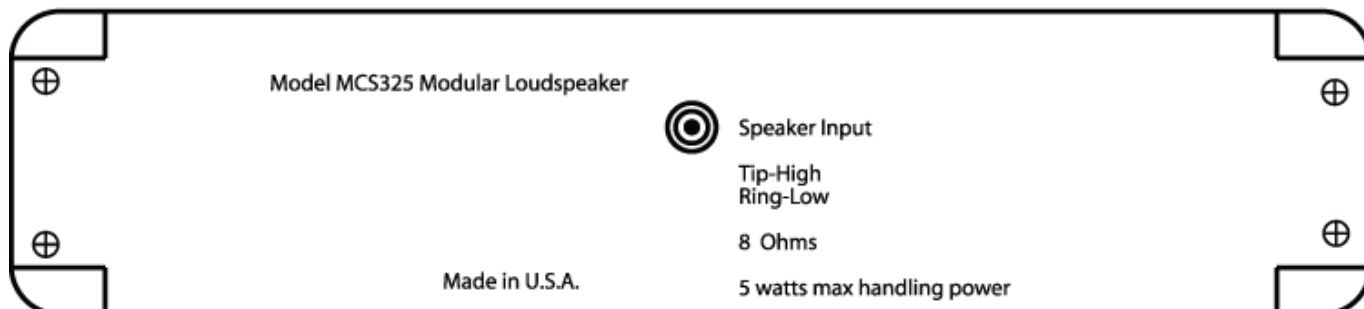 Model MCS325 Modular Loudspeaker
Speaker Input
Tip-High
Ring-Low
8 Ohms
Made in U.S.A.
5 watts max handling power